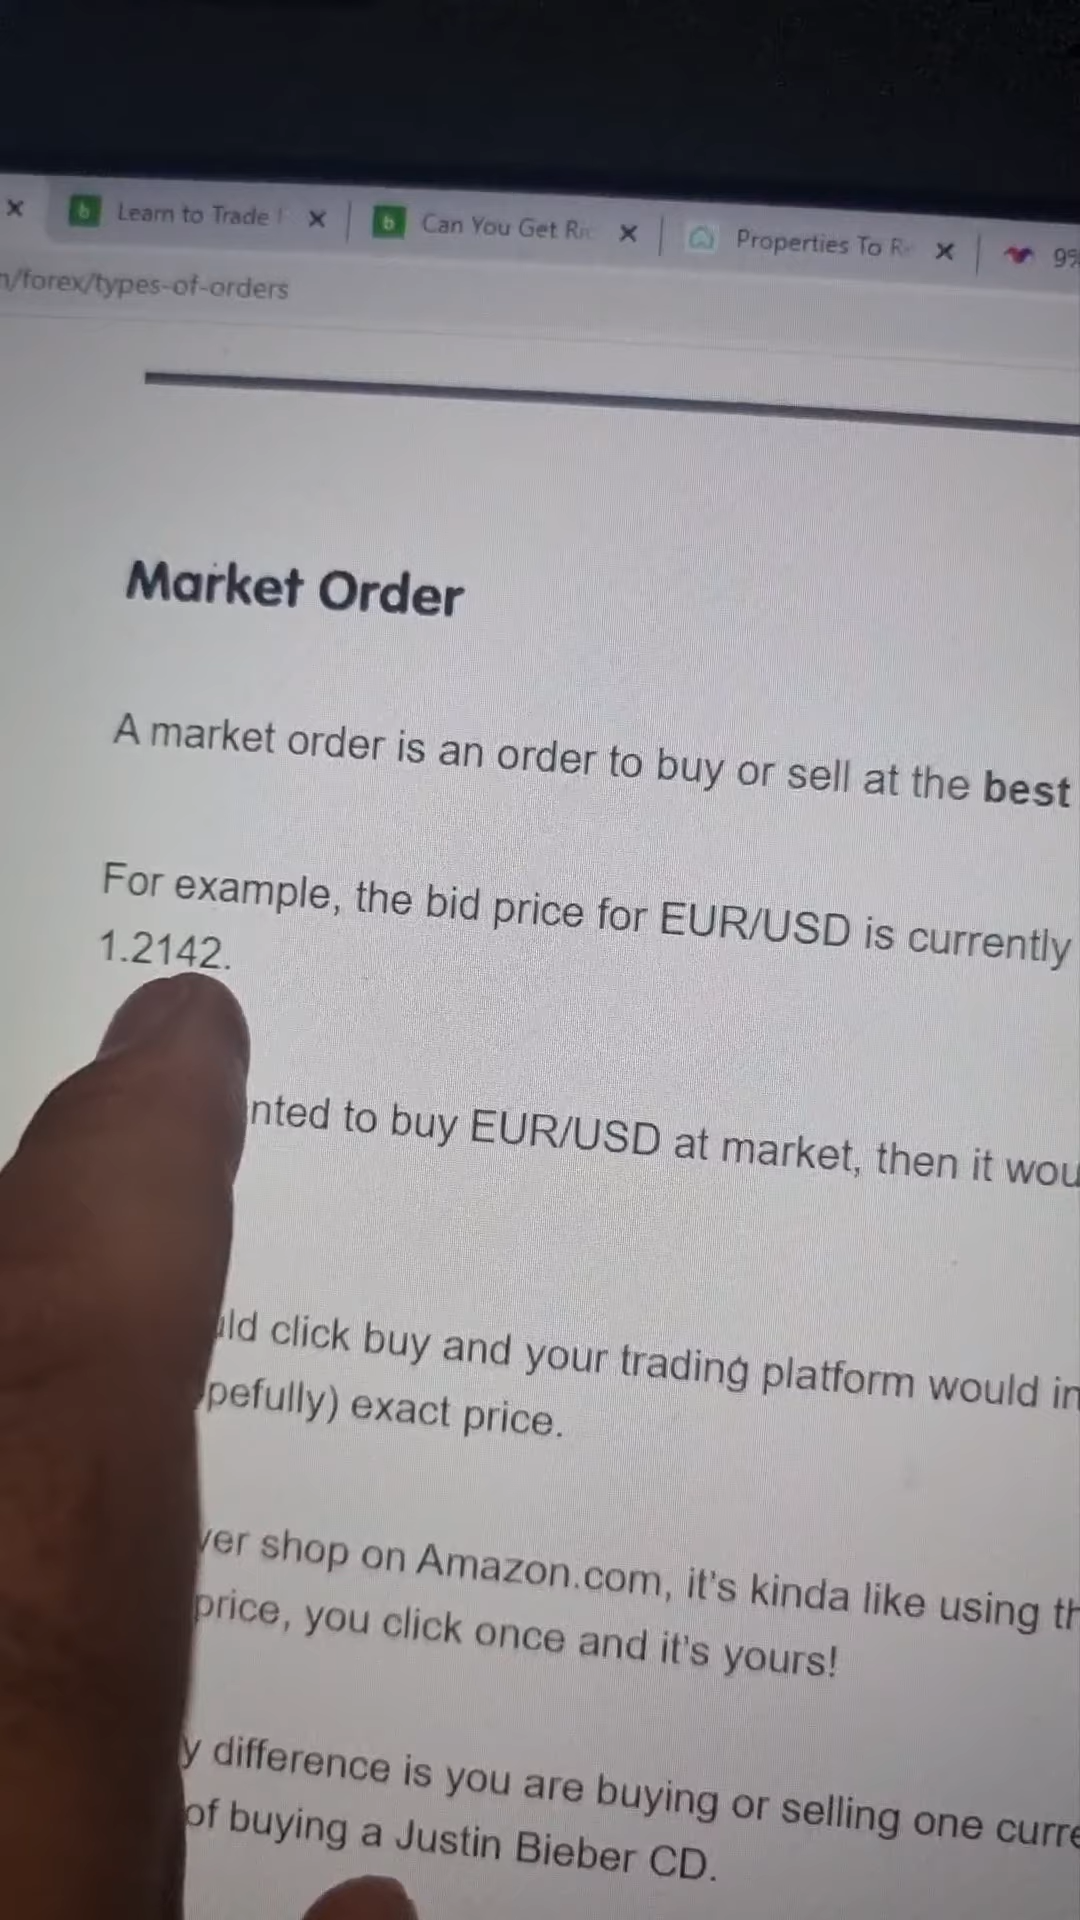 Learn to Trade
Can You Get Ric
Properties To Re
/forex/types-of-orders
Market Order
A market order is an order to buy or sell at the best
For example, the bid price for EUR/USD is currently
1.2142.
nted to buy EUR/USD at market, then it wou
uld click buy and your trading platform would in
pefully) exact price.
ver shop on Amazon.com, it's kinda like using th
price, you click once and it's yours!
y difference is you are buying or selling one curre
of buying a Justin Bieber CD.